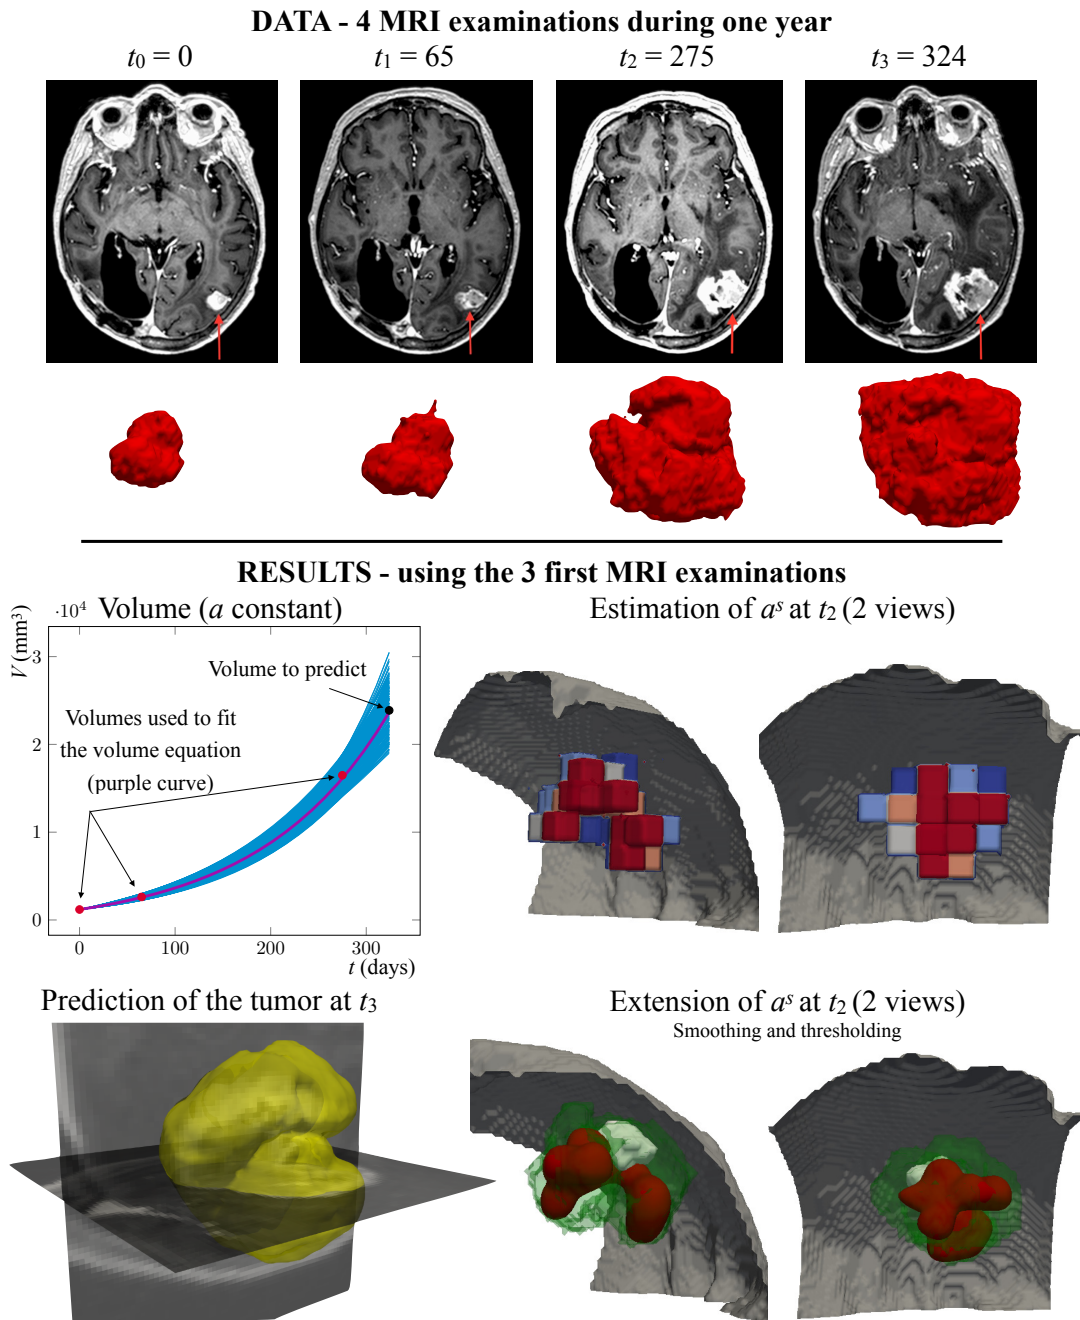 DATA - 4 MRI examinations during one year
t₀ = 0
t₁ = 65
t₂ = 275
t₃ = 324
RESULTS - using the 3 first MRI examinations
Volume (a constant)
·10⁴
V (mm³)
3
2
1
0
0
100
200
300
t (days)
Volume to predict
Volumes used to fit
the volume equation
(purple curve)
Estimation of aˢ at t₂ (2 views)
Prediction of the tumor at t₃
Extension of aˢ at t₂ (2 views)
Smoothing and thresholding